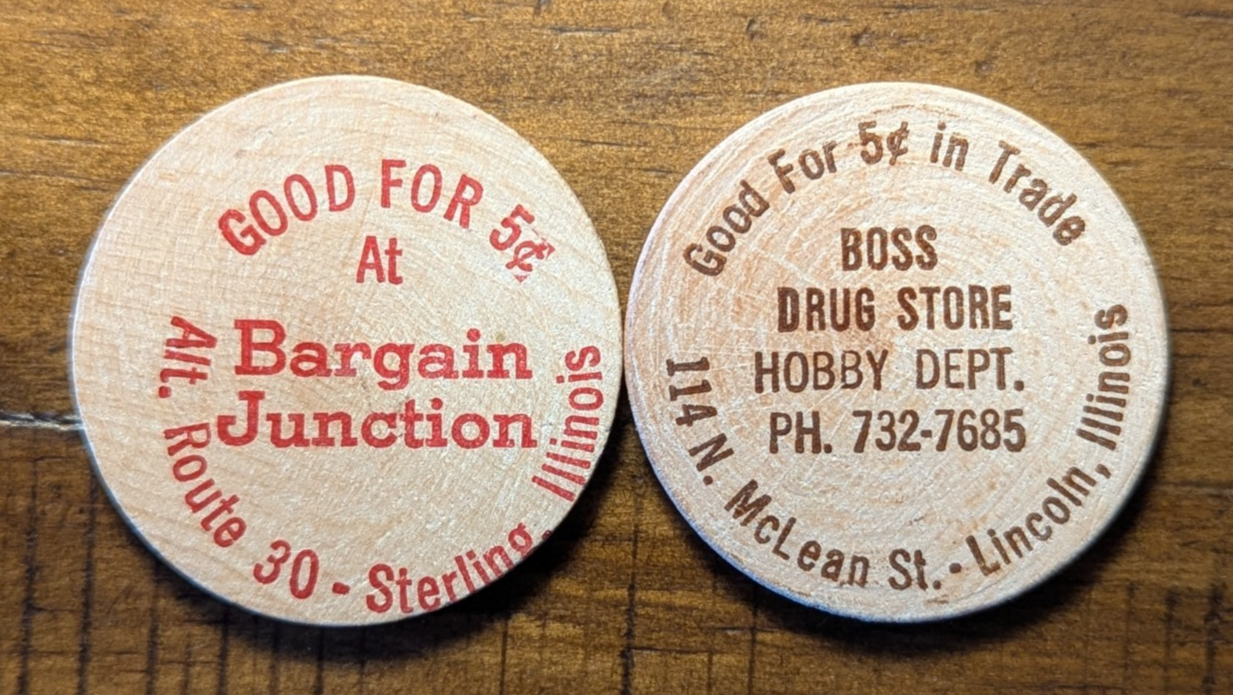 GOOD FOR 5¢
At
Bargain
Junction
Alt. Route 30 - Sterling, Illinois
Good For 5¢ in Trade
BOSS
DRUG STORE
HOBBY DEPT.
PH. 732-7685
114 N. McLean St. - Lincoln, Illinois